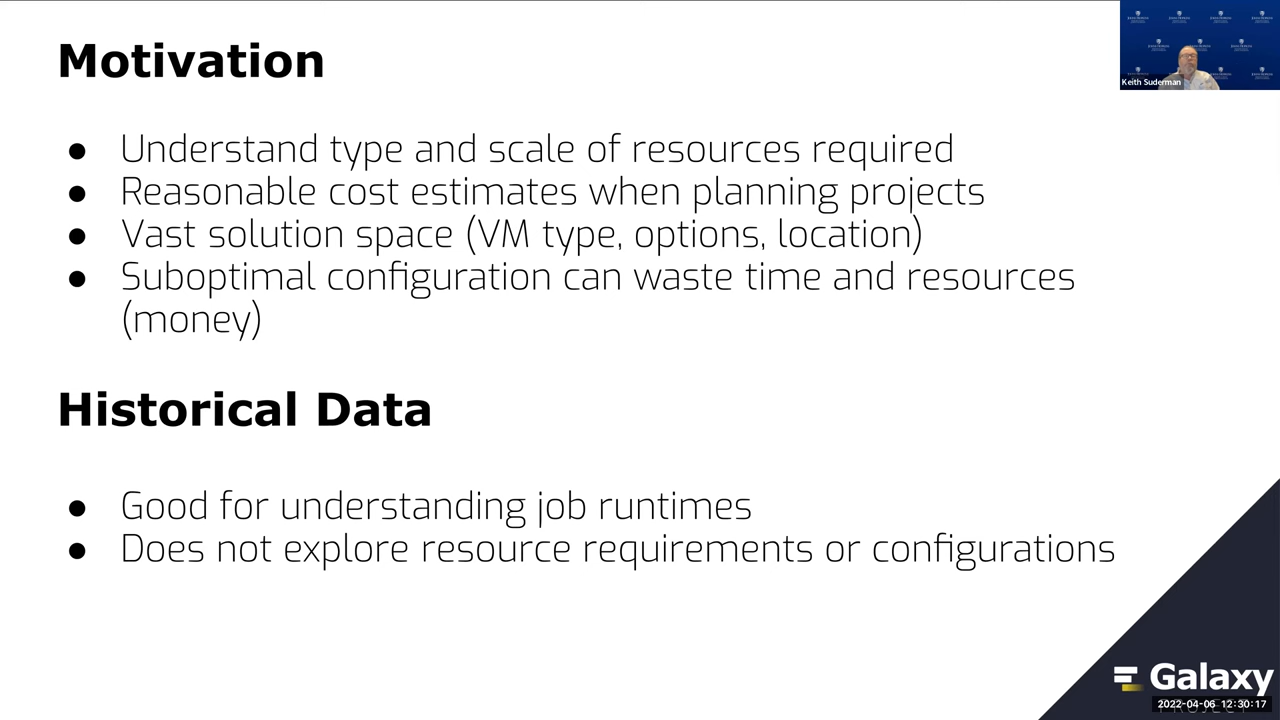 Motivation
● Understand type and scale of resources required
● Reasonable cost estimates when planning projects
● Vast solution space (VM type, options, location)
● Suboptimal configuration can waste time and resources
(money)
Historical Data
● Good for understanding job runtimes
● Does not explore resource requirements or configurations
Keith Suderman
Galaxy
2022-04-06 12:30:17